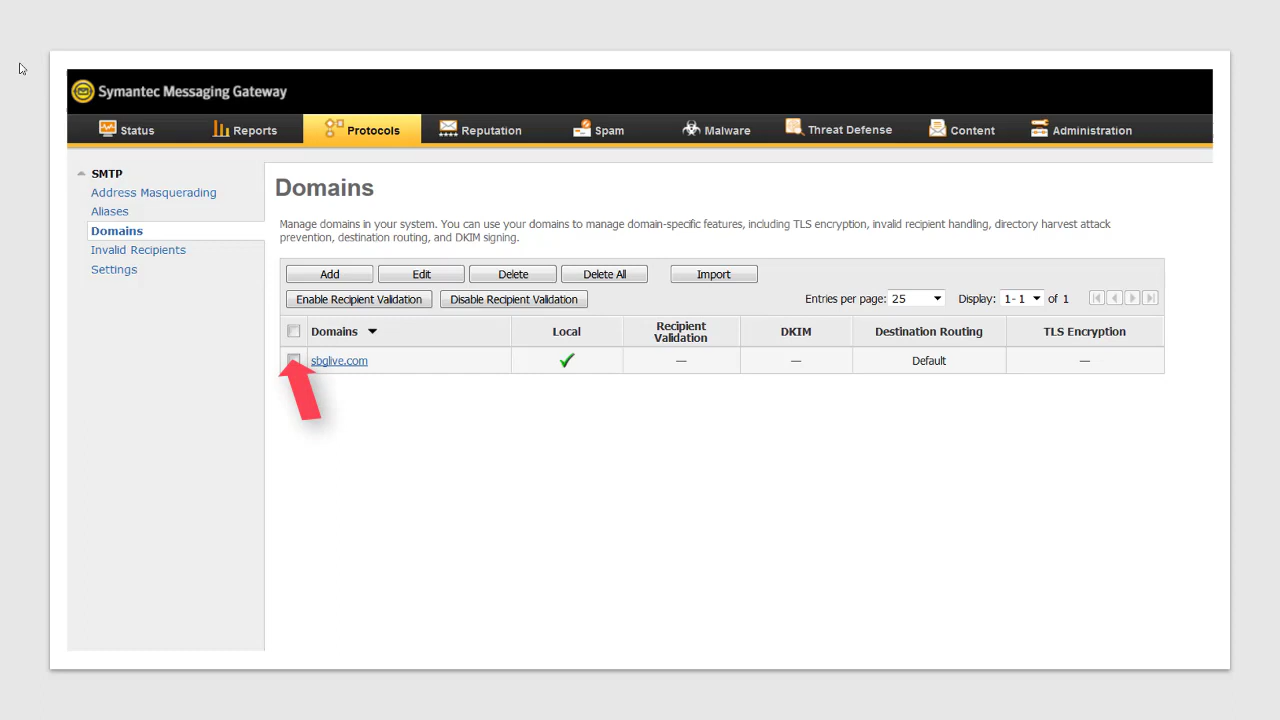 Symantec Messaging Gateway
Status Reports Protocols Reputation Spam Malware Threat Defense Content Administration
SMTP
Address Masquerading
Aliases
Domains
Invalid Recipients
Settings
Domains
Manage domains in your system. You can use your domains to manage domain-specific features, including TLS encryption, invalid recipient handling, directory harvest attack
prevention, destination routing, and DKIM signing.
Add Edit Delete Delete All Import
Enable Recipient Validation Disable Recipient Validation Entries per page: 25 Display: 1- 1 of 1
Domains Local Recipient Validation DKIM Destination Routing TLS Encryption
sbglive.com — — Default —